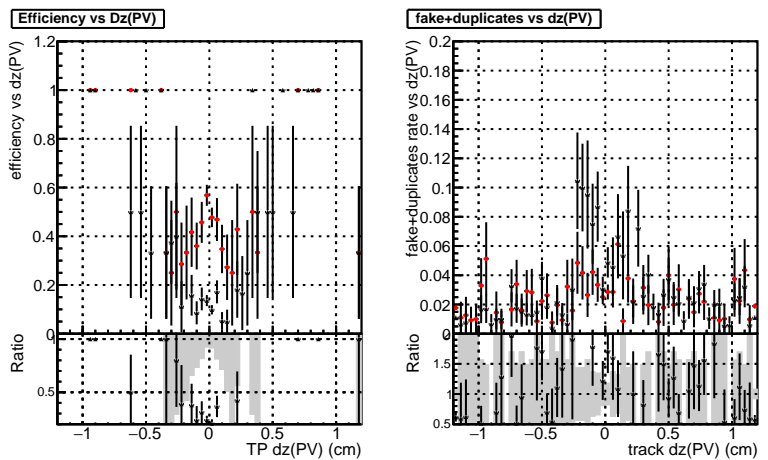 Efficiency vs Dz(PV)
efficiency vs dz(PV)
1.2
1
0.8
0.6
0.4
0.2
0
Ratio
1
0.5
−1 −0.5 0 0.5 1
TP dz(PV) (cm)
fake+duplicates vs dz(PV)
fake+duplicates rate vs dz(PV)
0.2
0.18
0.16
0.14
0.12
0.1
0.08
0.06
0.04
0.02
0
Ratio
2
1.5
1
0.5
−1 −0.5 0 0.5 1
track dz(PV) (cm)